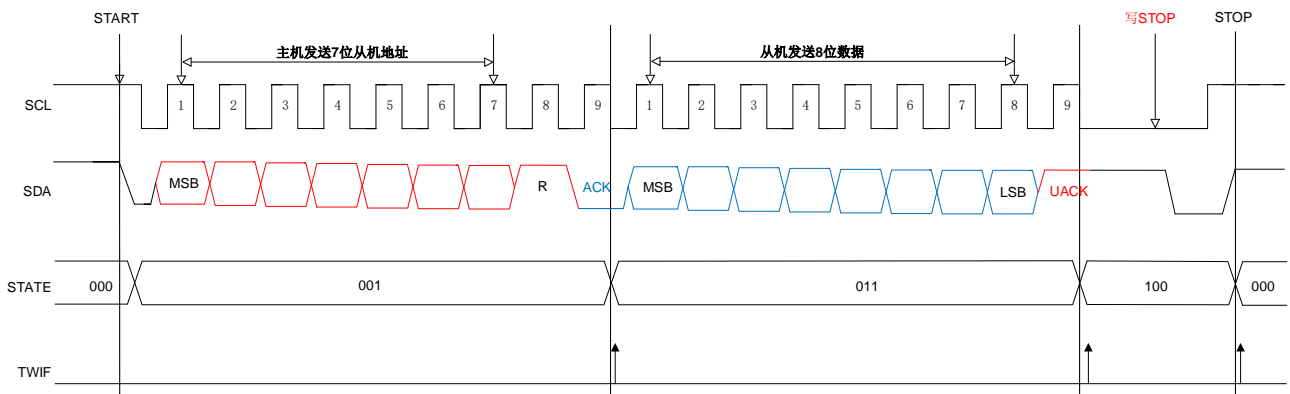 START 写STOP STOP
主机发送7位从机地址 从机发送8位数据
SCL 1 2 3 4 5 6 7 8 9 1 2 3 4 5 6 7 8 9
SDA MSB R ACK MSB LSB UACK
STATE 000 001 011 100 000
TWIF